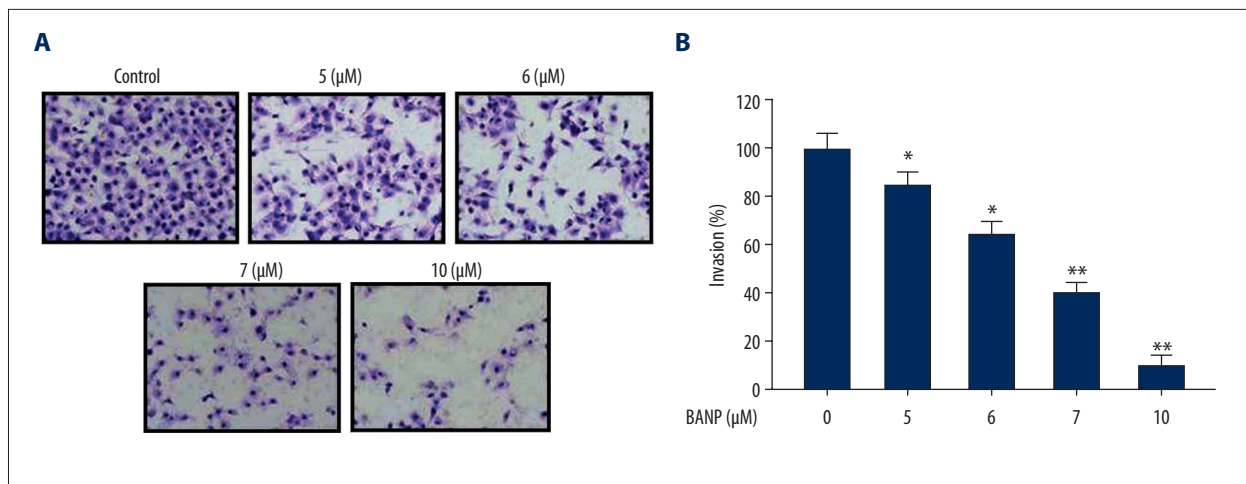 A
Control
5 (µM)
6 (µM)
7 (µM)
10 (µM)
B
120
100
80
60
40
20
0
Invasion (%)
*
*
**
**
BANP (µM) 0 5 6 7 10